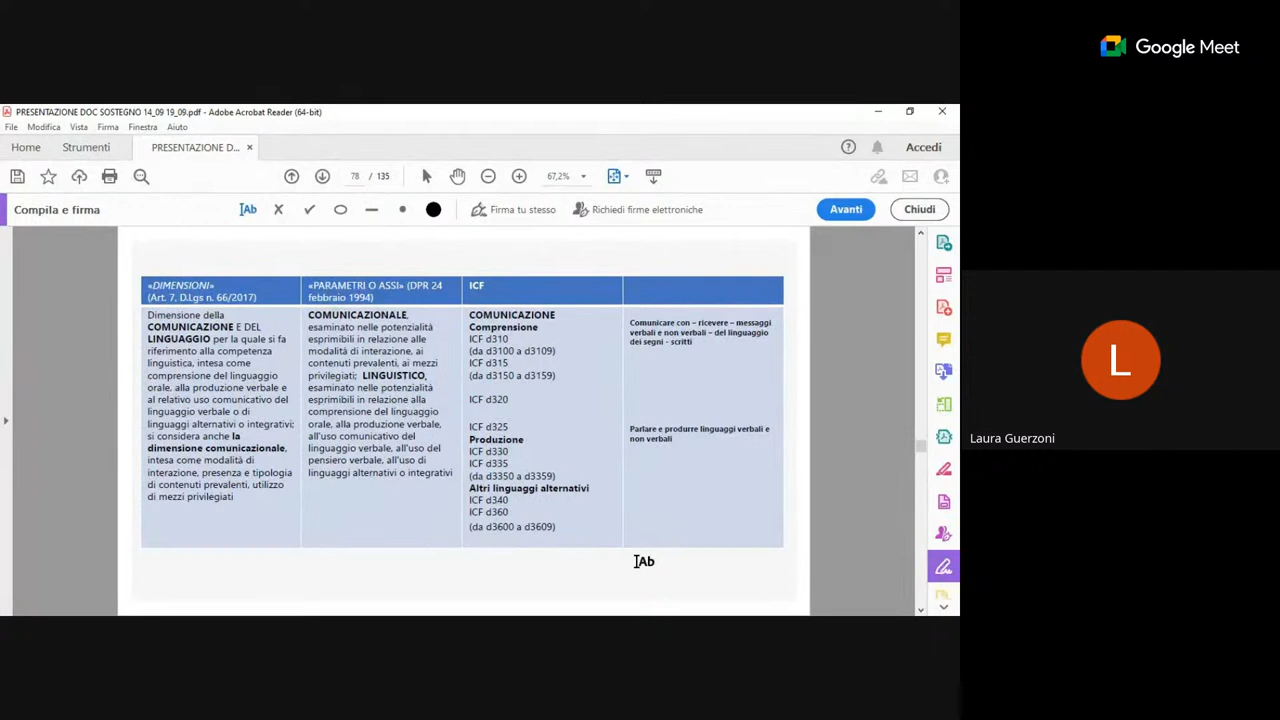 Google Meet
PRESENTAZIONE DOC SOSTEGNO 14_09 19_09.pdf - Adobe Acrobat Reader (64-bit)
File Modifica Vista Firma Finestra Aiuto
Home Strumenti PRESENTAZIONE D... × Accedi
78 / 135 67,2%
Compila e firma Ab Firma tu stesso Richiedi firme elettroniche Avanti Chiudi
«DIMENSIONI»
(Art. 7. D.Lgs n. 66/2017)
«PARAMETRI O ASSI» (DPR 24
febbraio 1994)
ICF
Dimensione della
COMUNICAZIONE E DEL
LINGUAGGIO per la quale si fa
riferimento alla competenza
linguistica, intesa come
comprensione del linguaggio
orale, alla produzione verbale e
al relativo uso comunicativo del
linguaggio verbale o di
linguaggi alternativi o integrativi;
si considera anche la
dimensione comunicazionale,
intesa come modalità di
interazione, presenza e tipologia
di contenuti prevalenti, utilizzo
di mezzi privilegiati
COMUNICAZIONALE,
esaminato nelle potenzialità
esprimibili in relazione alle
modalità di interazione, ai
contenuti prevalenti, ai mezzi
privilegiati; LINGUISTICO,
esaminato nelle potenzialità
esprimibili in relazione alla
comprensione del linguaggio
orale, alla produzione verbale,
all'uso comunicativo del
linguaggio verbale, all'uso del
pensiero verbale, all'uso di
linguaggi alternativi o integrativi
COMUNICAZIONE
Comprensione
ICF d310
(da d3100 a d3109)
ICF d315
(da d3150 a d3159)
ICF d320
ICF d325
Produzione
ICF d330
ICF d335
(da d3350 a d3359)
Altri linguaggi alternativi
ICF d340
ICF d360
(da d3600 a d3609)
Comunicare con – ricevere – messaggi
verbali e non verbali – del linguaggio
dei segni - scritti
Parlare e produrre linguaggi verbali e
non verbali
Ab
L
Laura Guerzoni